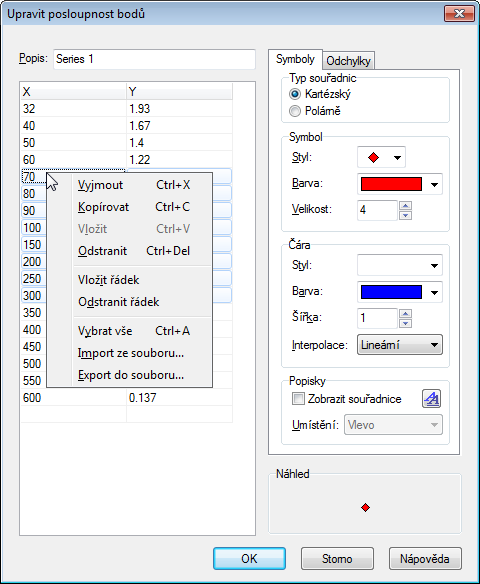 Upravit posloupnost bodů
Popis: Series 1
X Y
32 1.93
40 1.67
50 1.4
60 1.22
70
80
90
100
150
200
250
300
350
400
450
500
550
600 0.137
Vyjmout Ctrl+X
Kopírovat Ctrl+C
Vložit Ctrl+V
Odstranit Ctrl+Del
Vložit řádek
Odstranit řádek
Vybrat vše Ctrl+A
Import ze souboru...
Export do souboru...
Symboly Odchylky
Typ souřadnic
Kartézský
Polárně
Symbol
Styl:
Barva:
Velikost: 4
Čára
Styl:
Barva:
Šířka: 1
Interpolace: Lineární
Popisky
Zobrazit souřadnice
Umístění: Vlevo
Náhled
OK Storno Nápověda